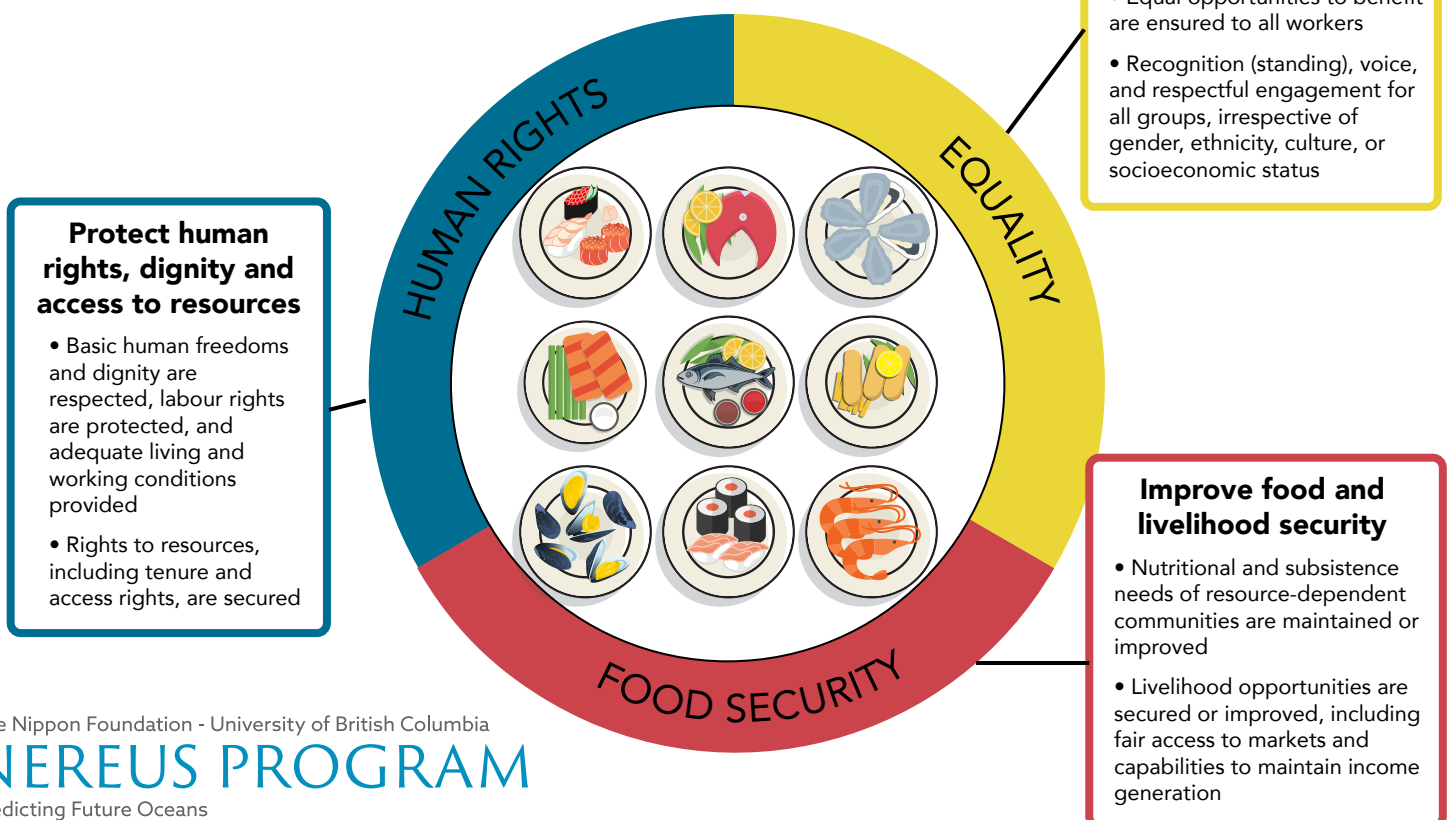 are ensured to all workers
• Recognition (standing), voice,
and respectful engagement for
all groups, irrespective of
gender, ethnicity, culture, or
socioeconomic status
HUMAN RIGHTS
EQUALITY
Protect human
rights, dignity and
access to resources
• Basic human freedoms
and dignity are
respected, labour rights
are protected, and
adequate living and
working conditions
provided
• Rights to resources,
including tenure and
access rights, are secured
FOOD SECURITY
Improve food and
livelihood security
• Nutritional and subsistence
needs of resource-dependent
communities are maintained or
improved
• Livelihood opportunities are
secured or improved, including
fair access to markets and
capabilities to maintain income
generation
Nippon Foundation - University of British Columbia
NEREUS PROGRAM
Future Oceans